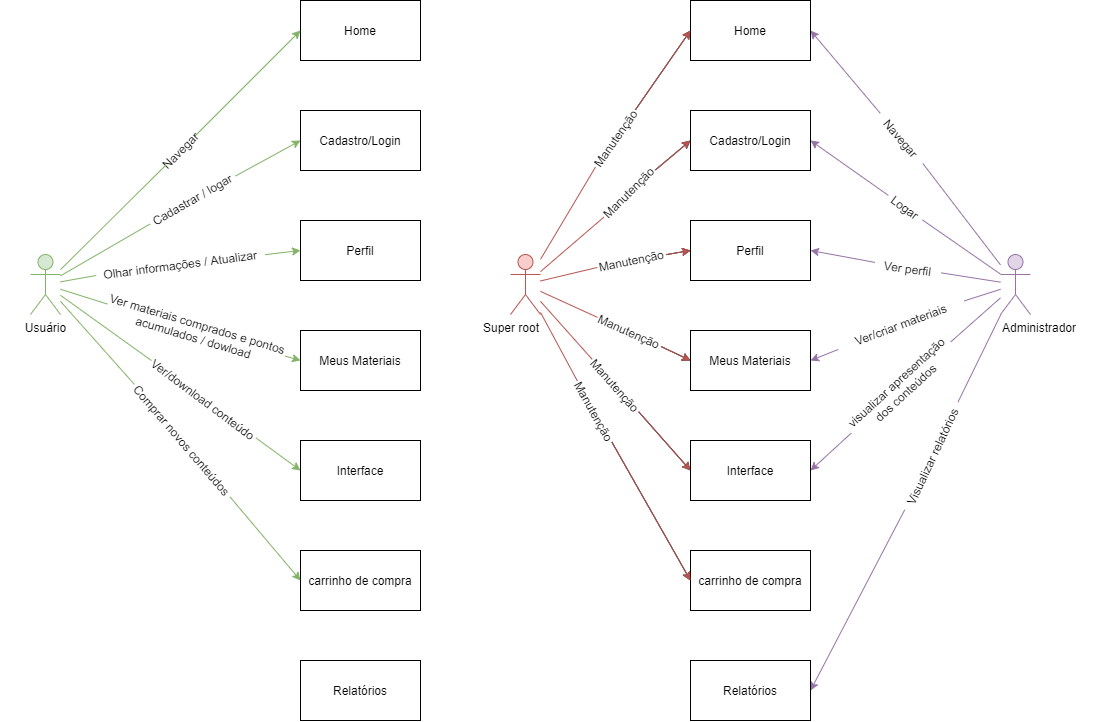 Home
Home
Navegar
Manutenção
Navegar
Cadastro/Login
Cadastro/Login
Cadastrar / logar
Manutenção
Logar
Perfil
Perfil
Olhar informações / Atualizar
Manutenção
Ver perfil
Usuário
Super root
Administrador
Ver materiais comprados e pontos
acumulados / dowload
Manutenção
Ver/criar materiais
Meus Materiais
Meus Materiais
Ver/download conteúdo
Manutenção
visualizar apresentação
dos conteúdos
Comprar novos conteúdos
Manutenção
Visualizar relatórios
Interface
Interface
carrinho de compra
carrinho de compra
Relatórios
Relatórios